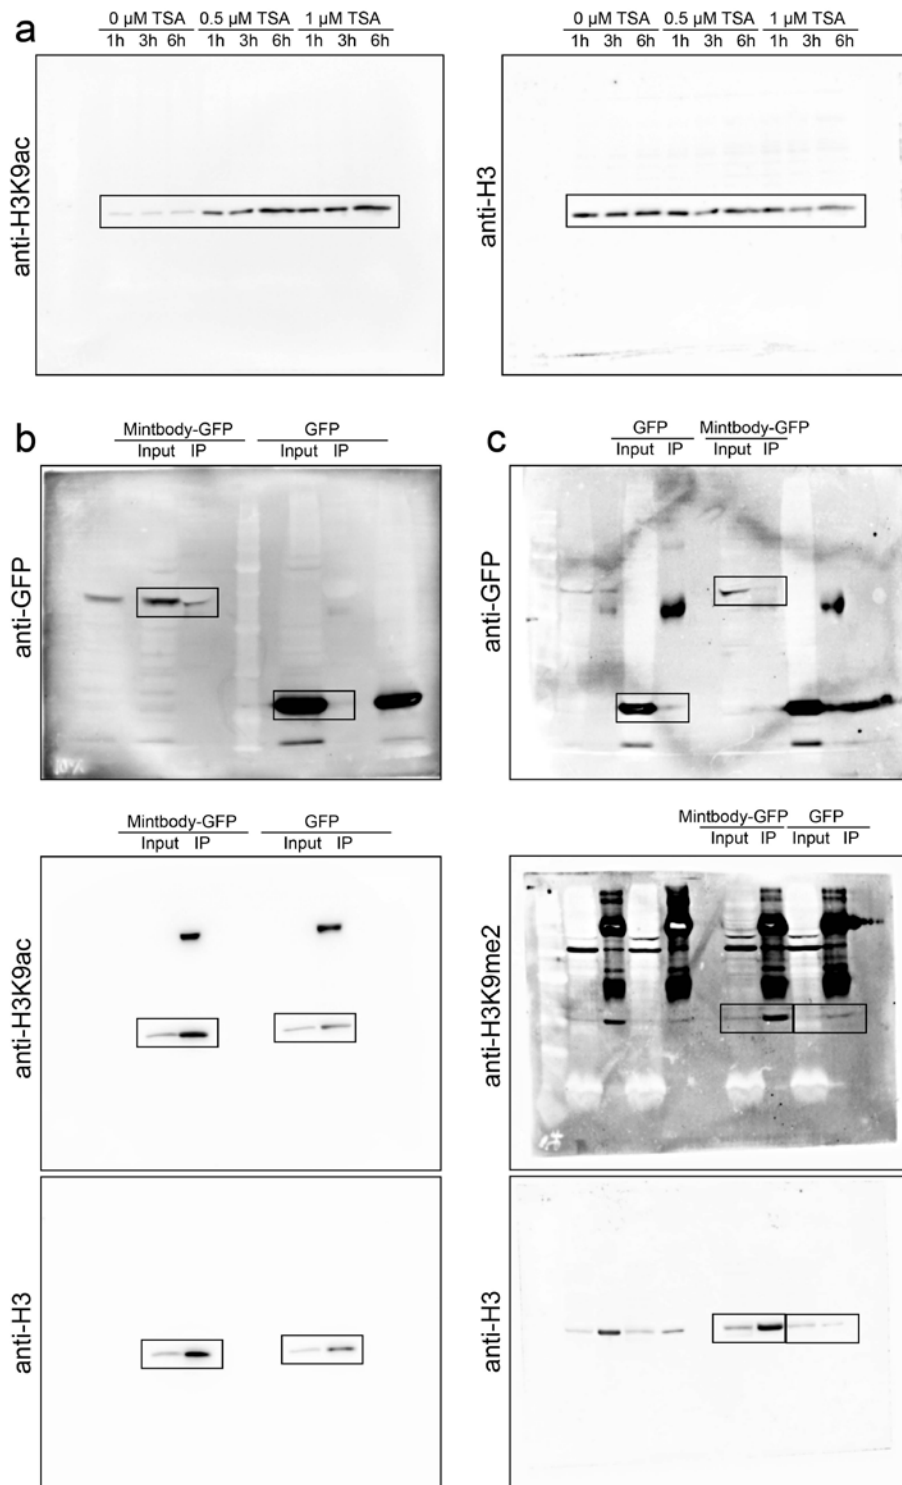 a
0 μM TSA 0.5 μM TSA 1 μM TSA
1h 3h 6h 1h 3h 6h 1h 3h 6h
anti-H3K9ac
0 μM TSA 0.5 μM TSA 1 μM TSA
1h 3h 6h 1h 3h 6h 1h 3h 6h
anti-H3
b
Mintbody-GFP GFP
Input IP Input IP
anti-GFP
c
GFP Mintbody-GFP
Input IP Input IP
anti-GFP
Mintbody-GFP GFP
Input IP Input IP
anti-H3K9ac
Mintbody-GFP GFP
Input IP Input IP
anti-H3K9me2
anti-H3
anti-H3